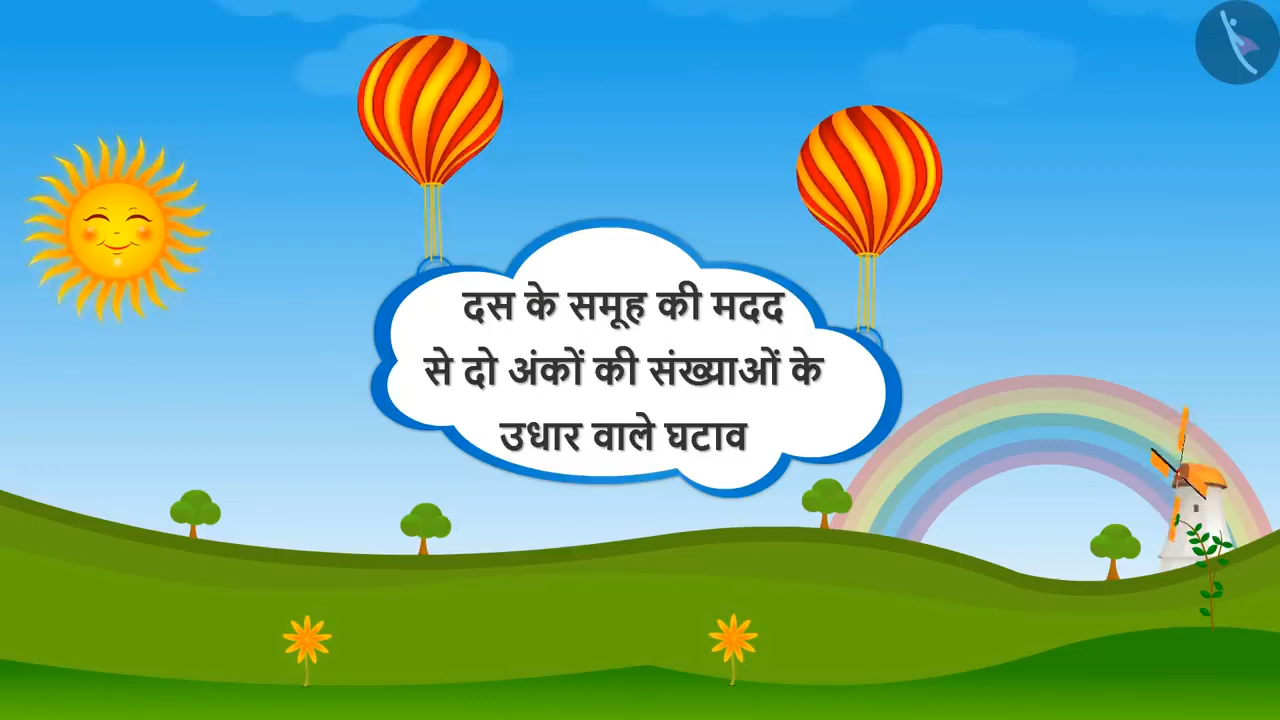 दस के समूह की मदद
से दो अंकों की संख्याओं के
उधार वाले घटाव